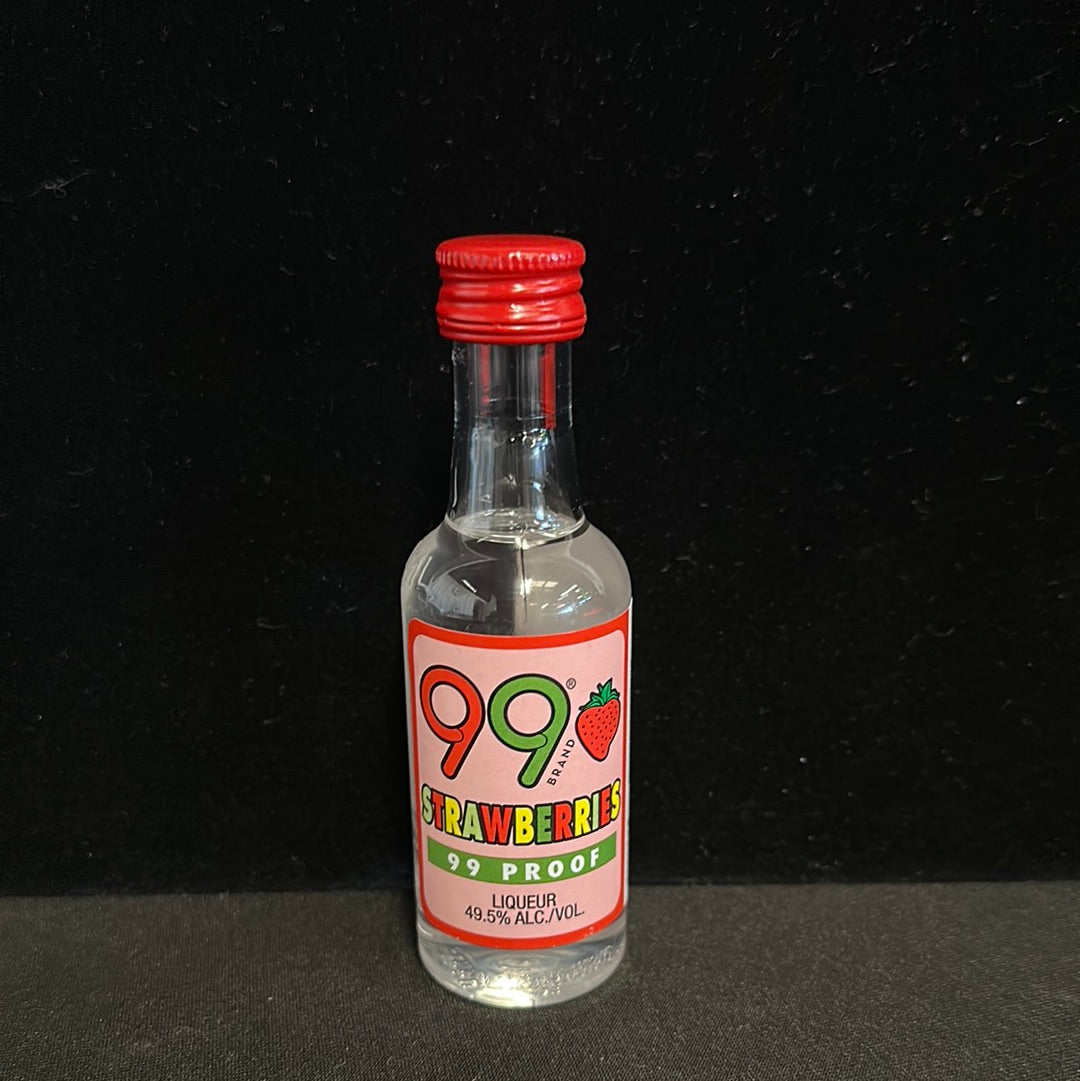 99®
BRAND
STRAWBERRIES
99 PROOF
LIQUEUR
49.5% ALC./VOL.